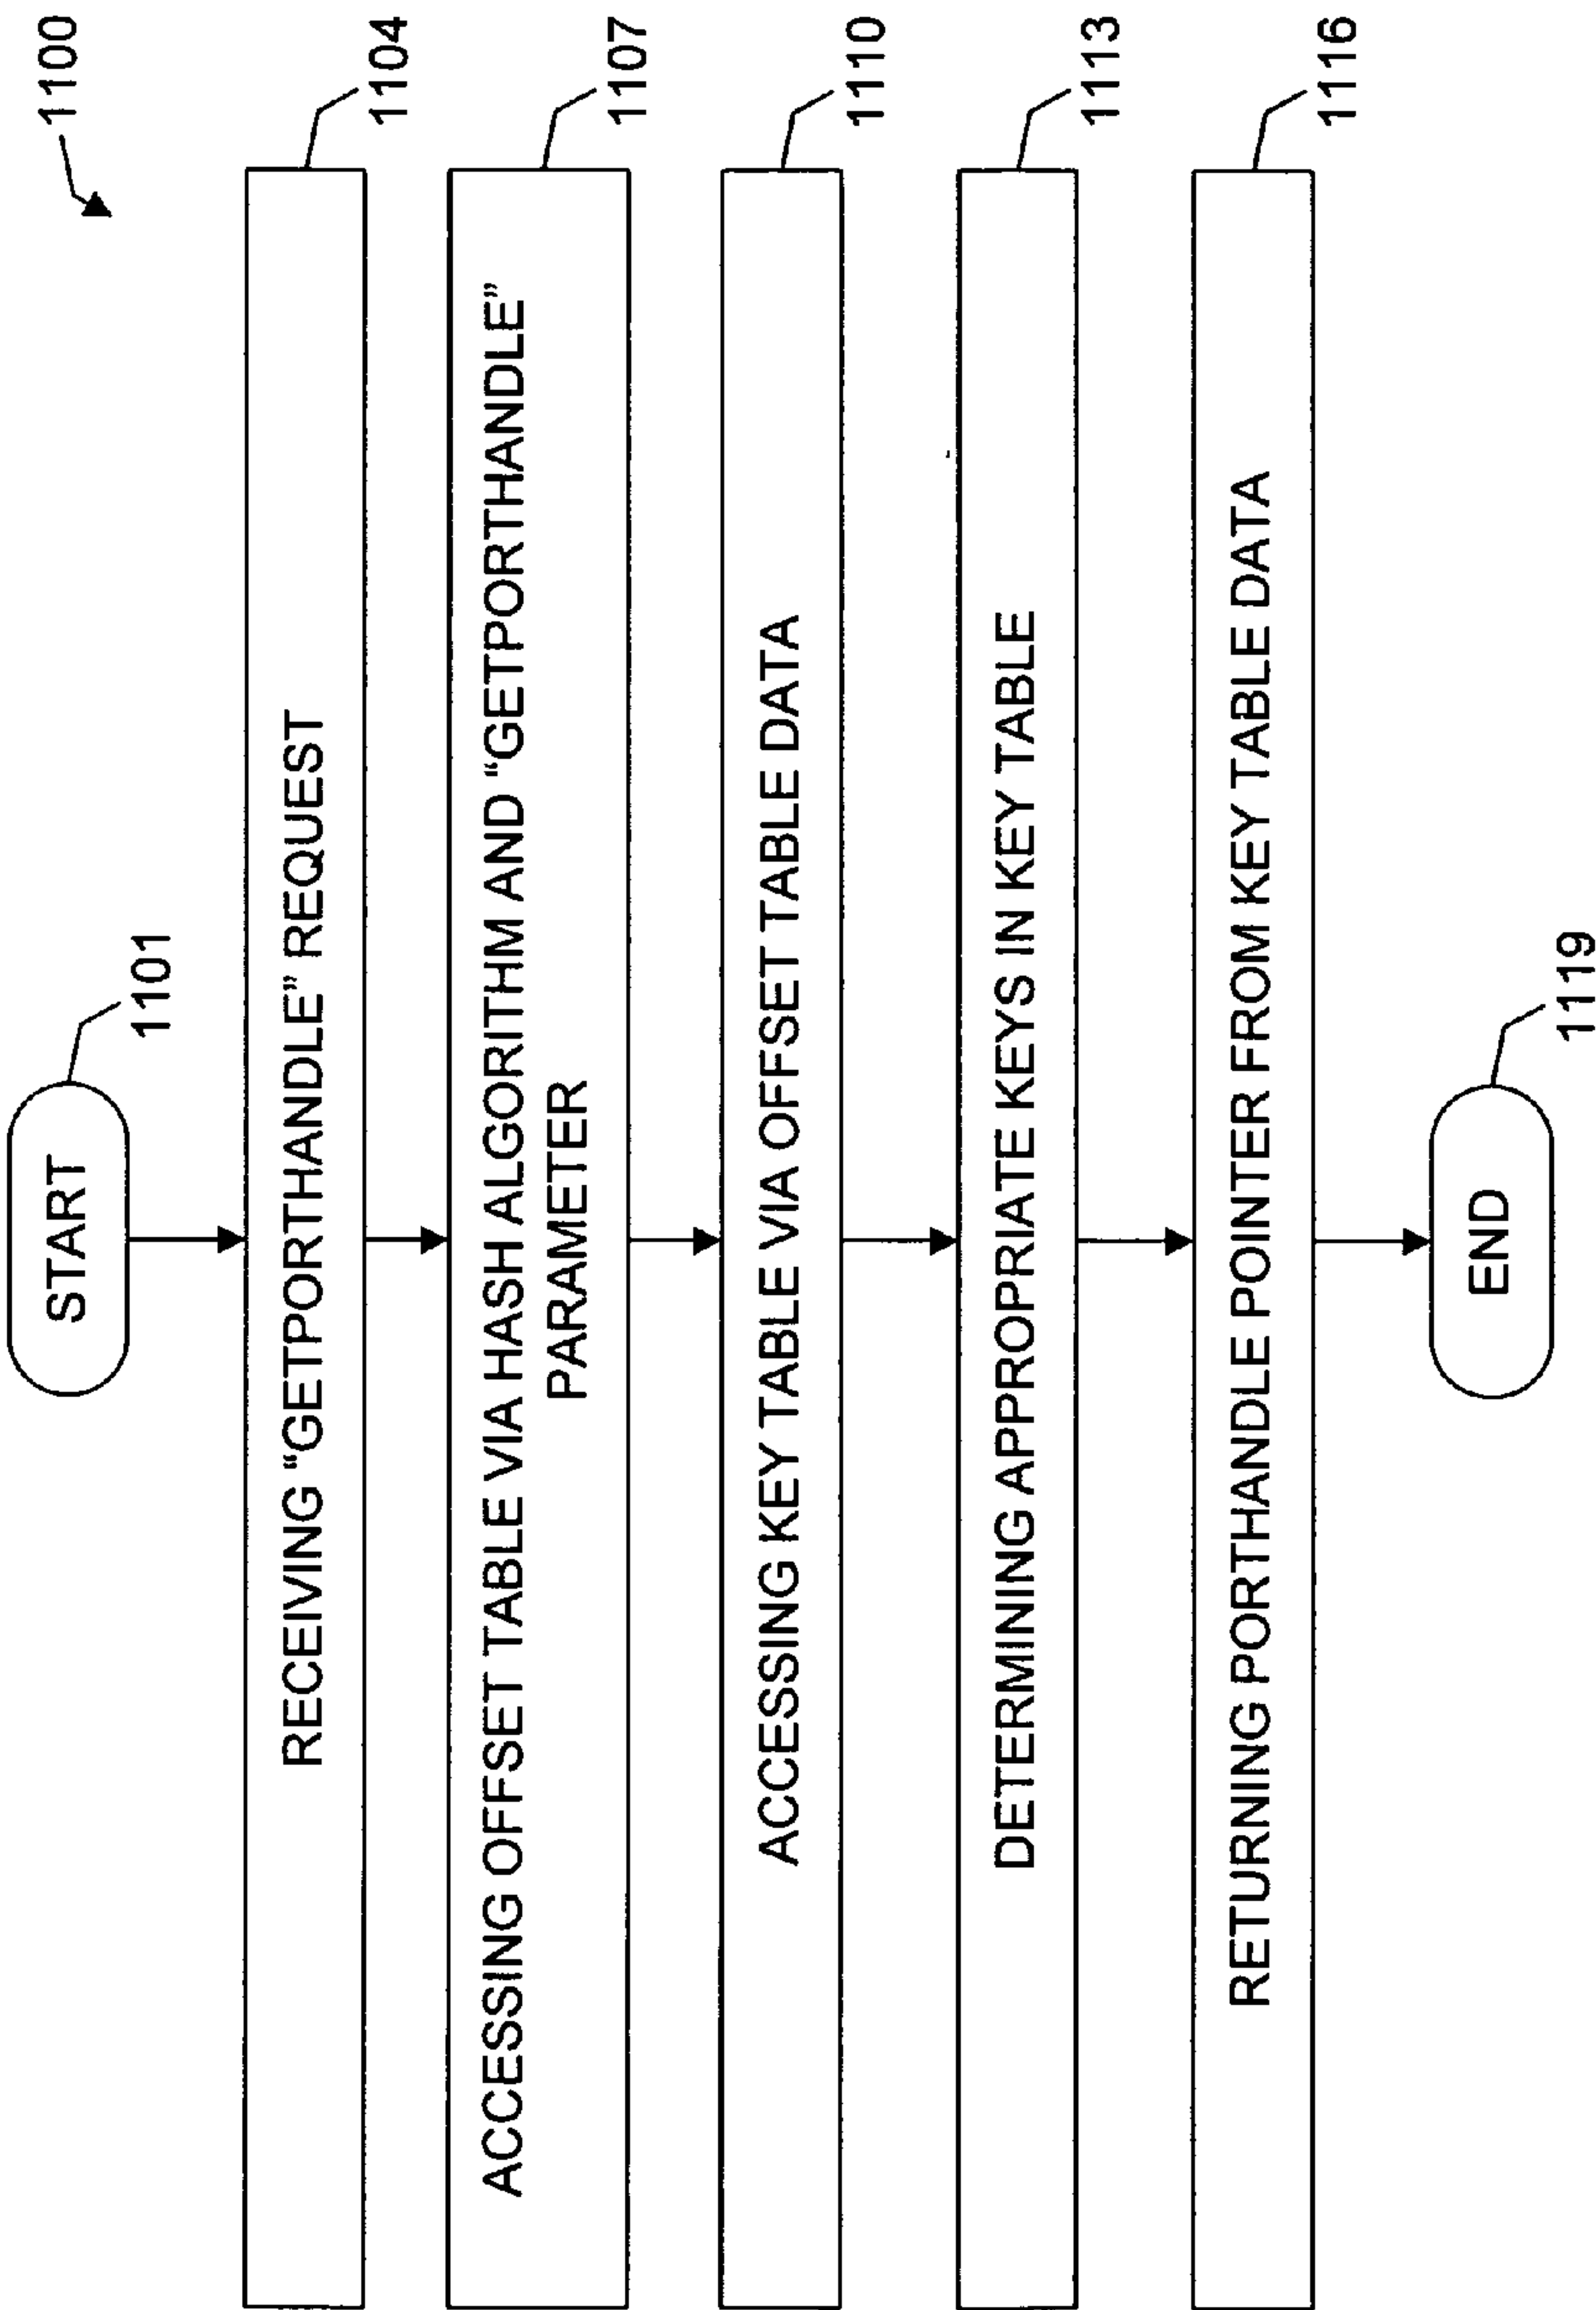 1100
START
1101
RECEIVING “GETPORTHANDLE” REQUEST
1104
ACCESSING OFFSET TABLE VIA HASH ALGORITHM AND “GETPORTHANDLE”
PARAMETER
1107
ACCESSING KEY TABLE VIA OFFSET TABLE DATA
1110
DETERMINING APPROPRIATE KEYS IN KEY TABLE
1113
RETURNING PORTHANDLE POINTER FROM KEY TABLE DATA
1116
END
1119